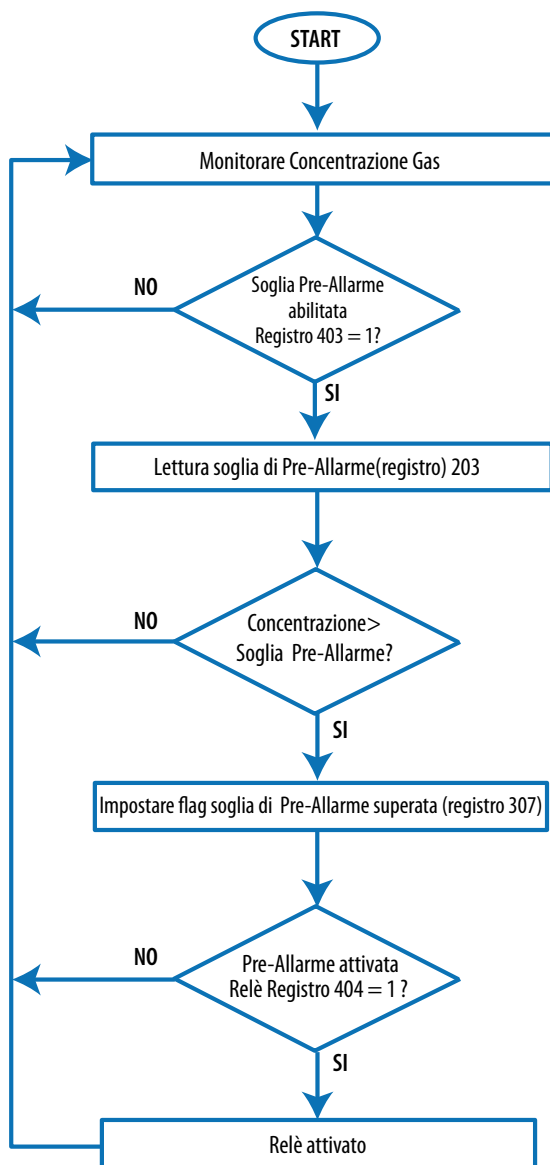 START
Monitorare Concentrazione Gas
NO
Soglia Pre-Allarme
abilitata
Registro 403 = 1?
SI
Lettura soglia di Pre-Allarme(registro) 203
NO
Concentrazione>
Soglia Pre-Allarme?
SI
Impostare flag soglia di Pre-Allarme superata (registro 307)
NO
Pre-Allarme attivata
Relè Registro 404 = 1 ?
SI
Relè attivato